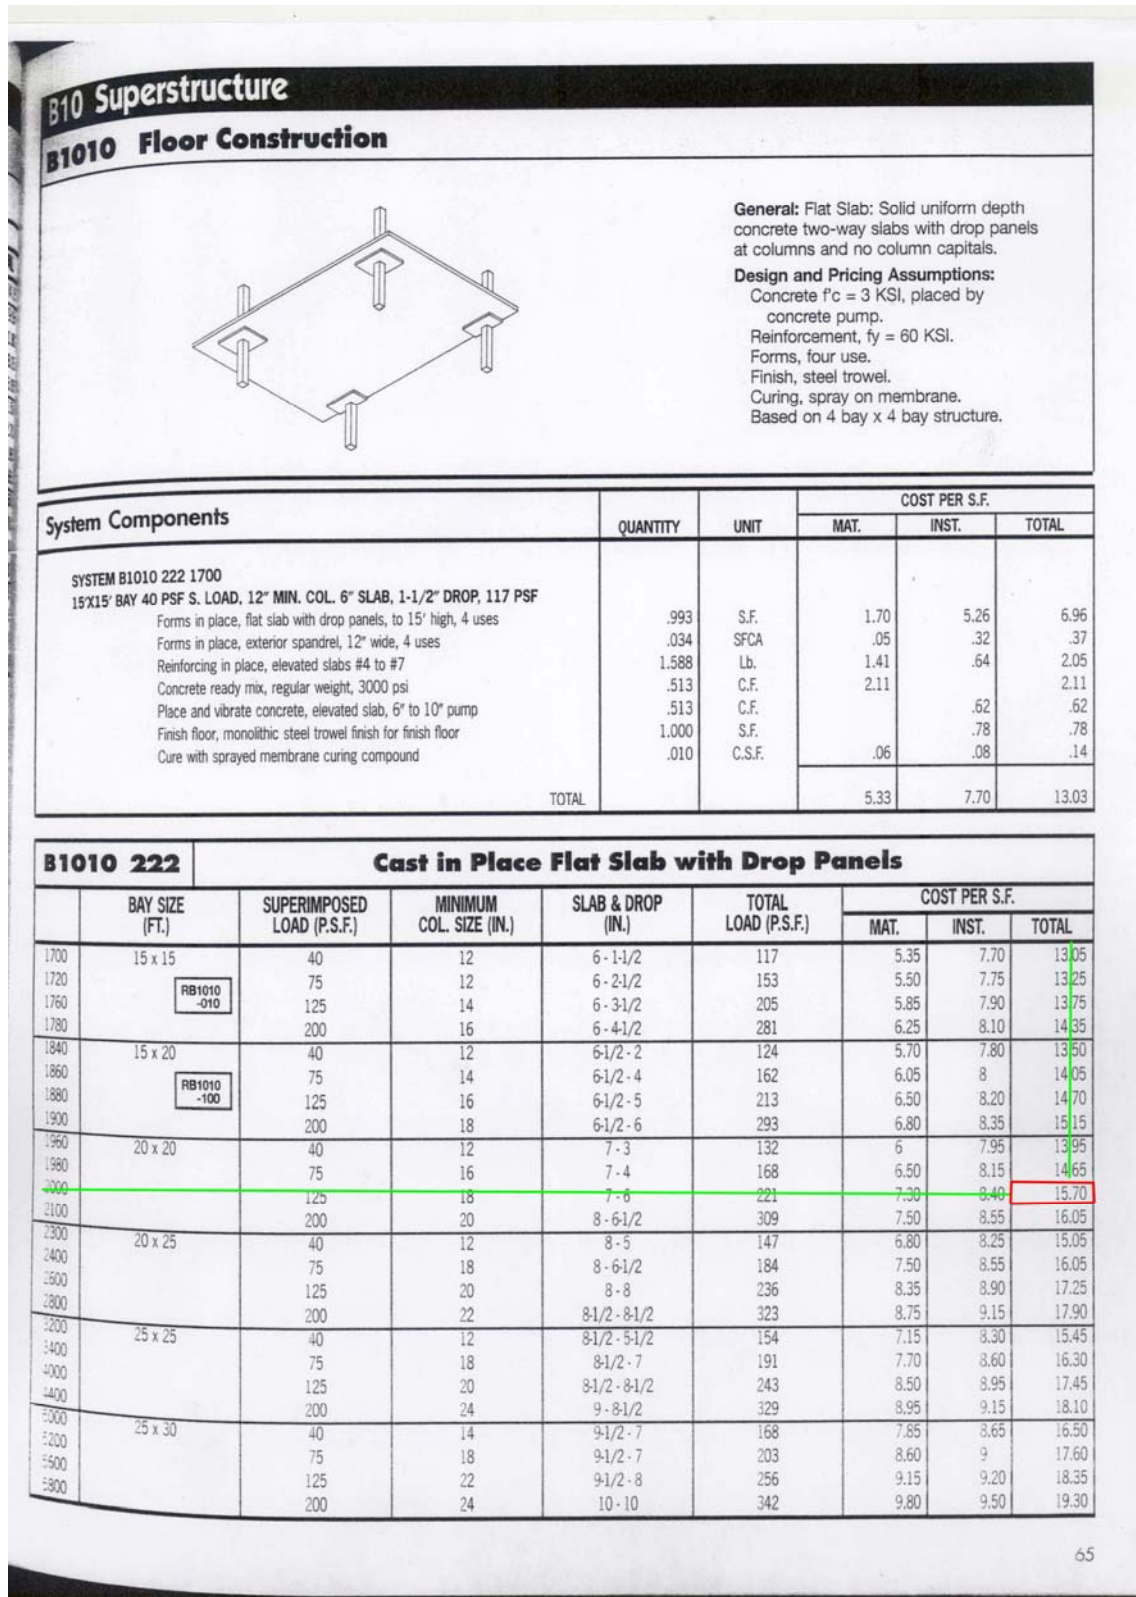 B10 Superstructure
B1010 Floor Construction
General: Flat Slab: Solid uniform depth
concrete two-way slabs with drop panels
at columns and no column capitals.
Design and Pricing Assumptions:
Concrete f'c = 3 KSI, placed by
concrete pump.
Reinforcement, fy = 60 KSI.
Forms, four use.
Finish, steel trowel.
Curing, spray on membrane.
Based on 4 bay x 4 bay structure.
System Components QUANTITY UNIT COST PER S.F.
MAT. INST. TOTAL
SYSTEM B1010 222 1700
15'X15' BAY 40 PSF S. LOAD, 12" MIN. COL. 6" SLAB, 1-1/2" DROP, 117 PSF
Forms in place, flat slab with drop panels, to 15' high, 4 uses .993 S.F. 1.70 5.26 6.96
Forms in place, exterior spandrel, 12" wide, 4 uses .034 SFCA .05 .32 .37
Reinforcing in place, elevated slabs #4 to #7 1.588 Lb. 1.41 .64 2.05
Concrete ready mix, regular weight, 3000 psi .513 C.F. 2.11 2.11
Place and vibrate concrete, elevated slab, 6" to 10" pump .513 C.F. .62 .62
Finish floor, monolithic steel trowel finish for finish floor 1.000 S.F. .78 .78
Cure with sprayed membrane curing compound .010 C.S.F. .06 .08 .14
TOTAL 5.33 7.70 13.03
B1010 222 Cast in Place Flat Slab with Drop Panels
BAY SIZE (FT.) SUPERIMPOSED LOAD (P.S.F.) MINIMUM COL. SIZE (IN.) SLAB & DROP (IN.) TOTAL LOAD (P.S.F.) COST PER S.F.
MAT. INST. TOTAL
1700 15 x 15 40 12 6 - 1-1/2 117 5.35 7.70 13.05
1720 RB1010 75 12 6 - 2-1/2 153 5.50 7.75 13.25
1760 -010 125 14 6 - 3-1/2 205 5.85 7.90 13.75
1780 200 16 6 - 4-1/2 281 6.25 8.10 14.35
1840 15 x 20 40 12 6-1/2 - 2 124 5.70 7.80 13.50
1860 RB1010 75 14 6-1/2 - 4 162 6.05 8 14.05
1880 -100 125 16 6-1/2 - 5 213 6.50 8.20 14.70
1900 200 18 6-1/2 - 6 293 6.80 8.35 15.15
1960 20 x 20 40 12 7 - 3 132 6 7.95 13.95
1980 75 16 7 - 4 168 6.50 8.15 14.65
2000 125 18 7 - 6 221 7.30 8.40 15.70
2100 200 20 8 - 6-1/2 309 7.50 8.55 16.05
2300 20 x 25 40 12 8 - 5 147 6.80 8.25 15.05
2400 75 18 8 - 6-1/2 184 7.50 8.55 16.05
2600 125 20 8 - 8 236 8.35 8.90 17.25
2800 200 22 8-1/2 - 8-1/2 323 8.75 9.15 17.90
25 x 25 40 12 8-1/2 - 5-1/2 154 7.15 8.30 15.45
75 18 8-1/2 - 7 191 7.70 8.60 16.30
125 20 8-1/2 - 8-1/2 243 8.50 8.95 17.45
200 24 9 - 8-1/2 329 8.95 9.15 18.10
25 x 30 40 14 9-1/2 - 7 168 7.85 8.65 16.50
75 18 9-1/2 - 7 203 8.60 9 17.60
125 22 9-1/2 - 8 256 9.15 9.20 18.35
200 24 10 - 10 342 9.80 9.50 19.30
65